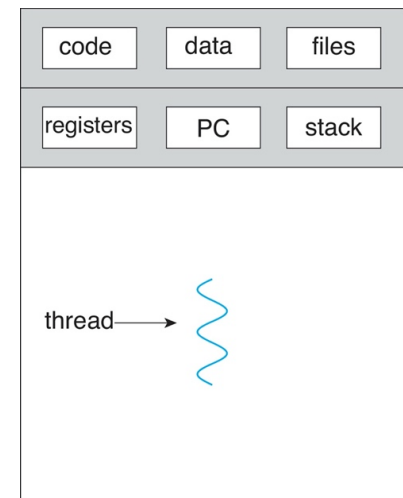 code data files
registers PC stack
thread